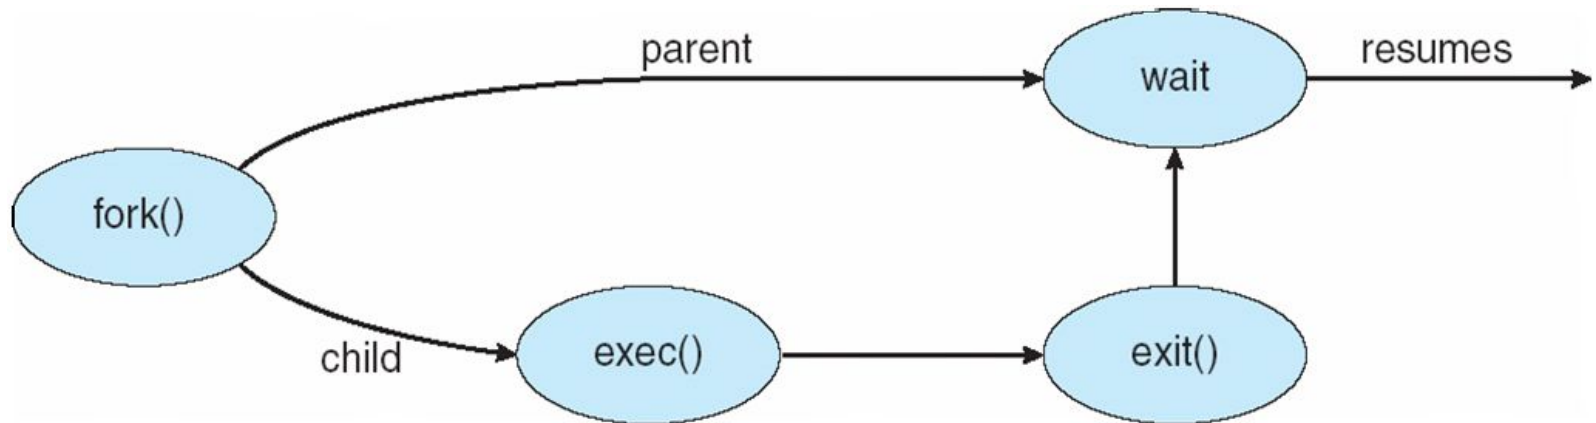 parent
wait
resumes
fork()
child
exec()
exit()